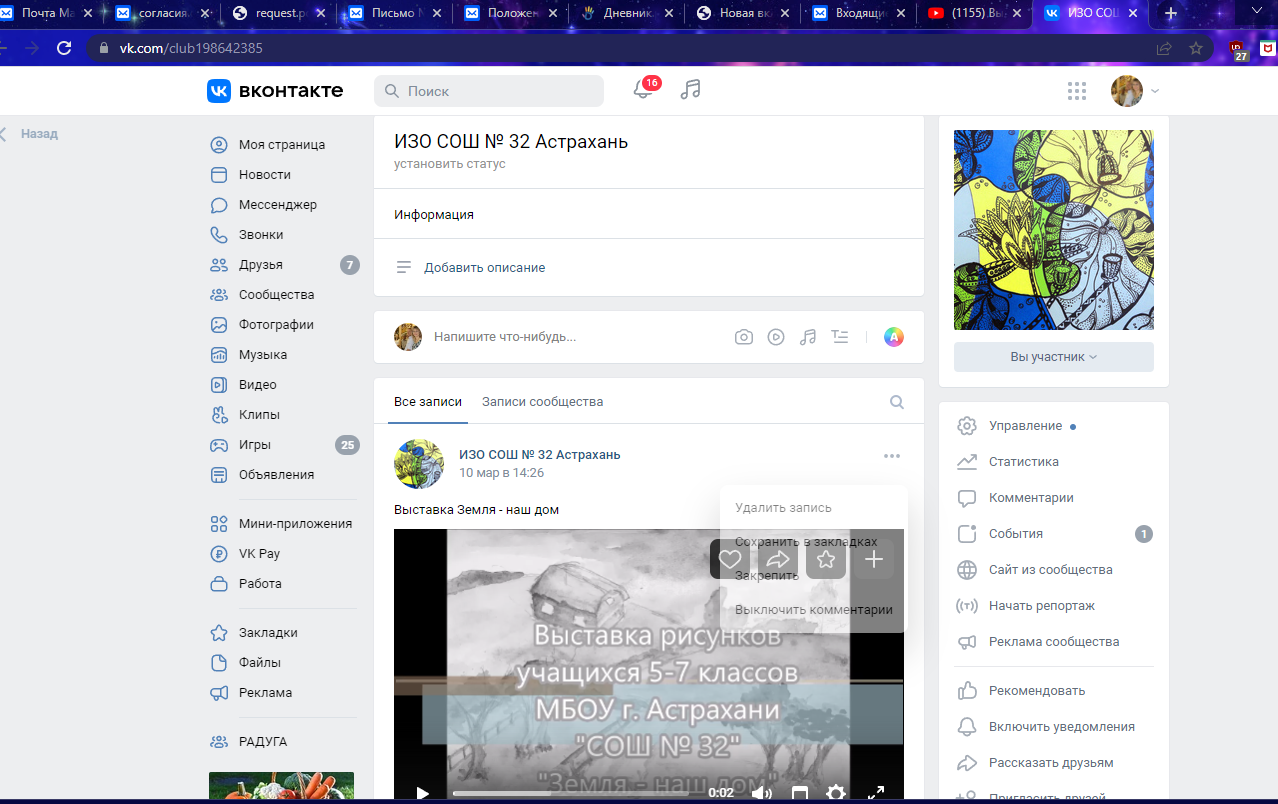 Почта Ма
согласия.
request.p
Письмо N
Положен
Дневник.
Новая вк
Входящи
(1155) Вы
ИЗО СОШ
vk.com/club198642385
27
вконтакте
Поиск
16
Назад
Моя страница
Новости
Мессенджер
Звонки
Друзья
7
Сообщества
Фотографии
Музыка
Видео
Клипы
Игры
25
Объявления
Мини-приложения
VK Pay
Работа
Закладки
Файлы
Реклама
РАДУГА
ИЗО СОШ № 32 Астрахань
установить статус
Информация
Добавить описание
Напишите что-нибудь...
Все записи
Записи сообщества
ИЗО СОШ № 32 Астрахань
10 мар в 14:26
Выставка Земля - наш дом
Удалить запись
Сохранить в закладках
Закрепить
Выключить комментарии
Выставка рисунков
учащихся 5-7 классов
МБОУ г. Астрахани
"СОШ № 32"
"Земля - наш дом"
0:02
Вы участник
Управление
Статистика
Комментарии
События
1
Сайт из сообщества
Начать репортаж
Реклама сообщества
Рекомендовать
Включить уведомления
Рассказать друзьям
Пригласить друзей